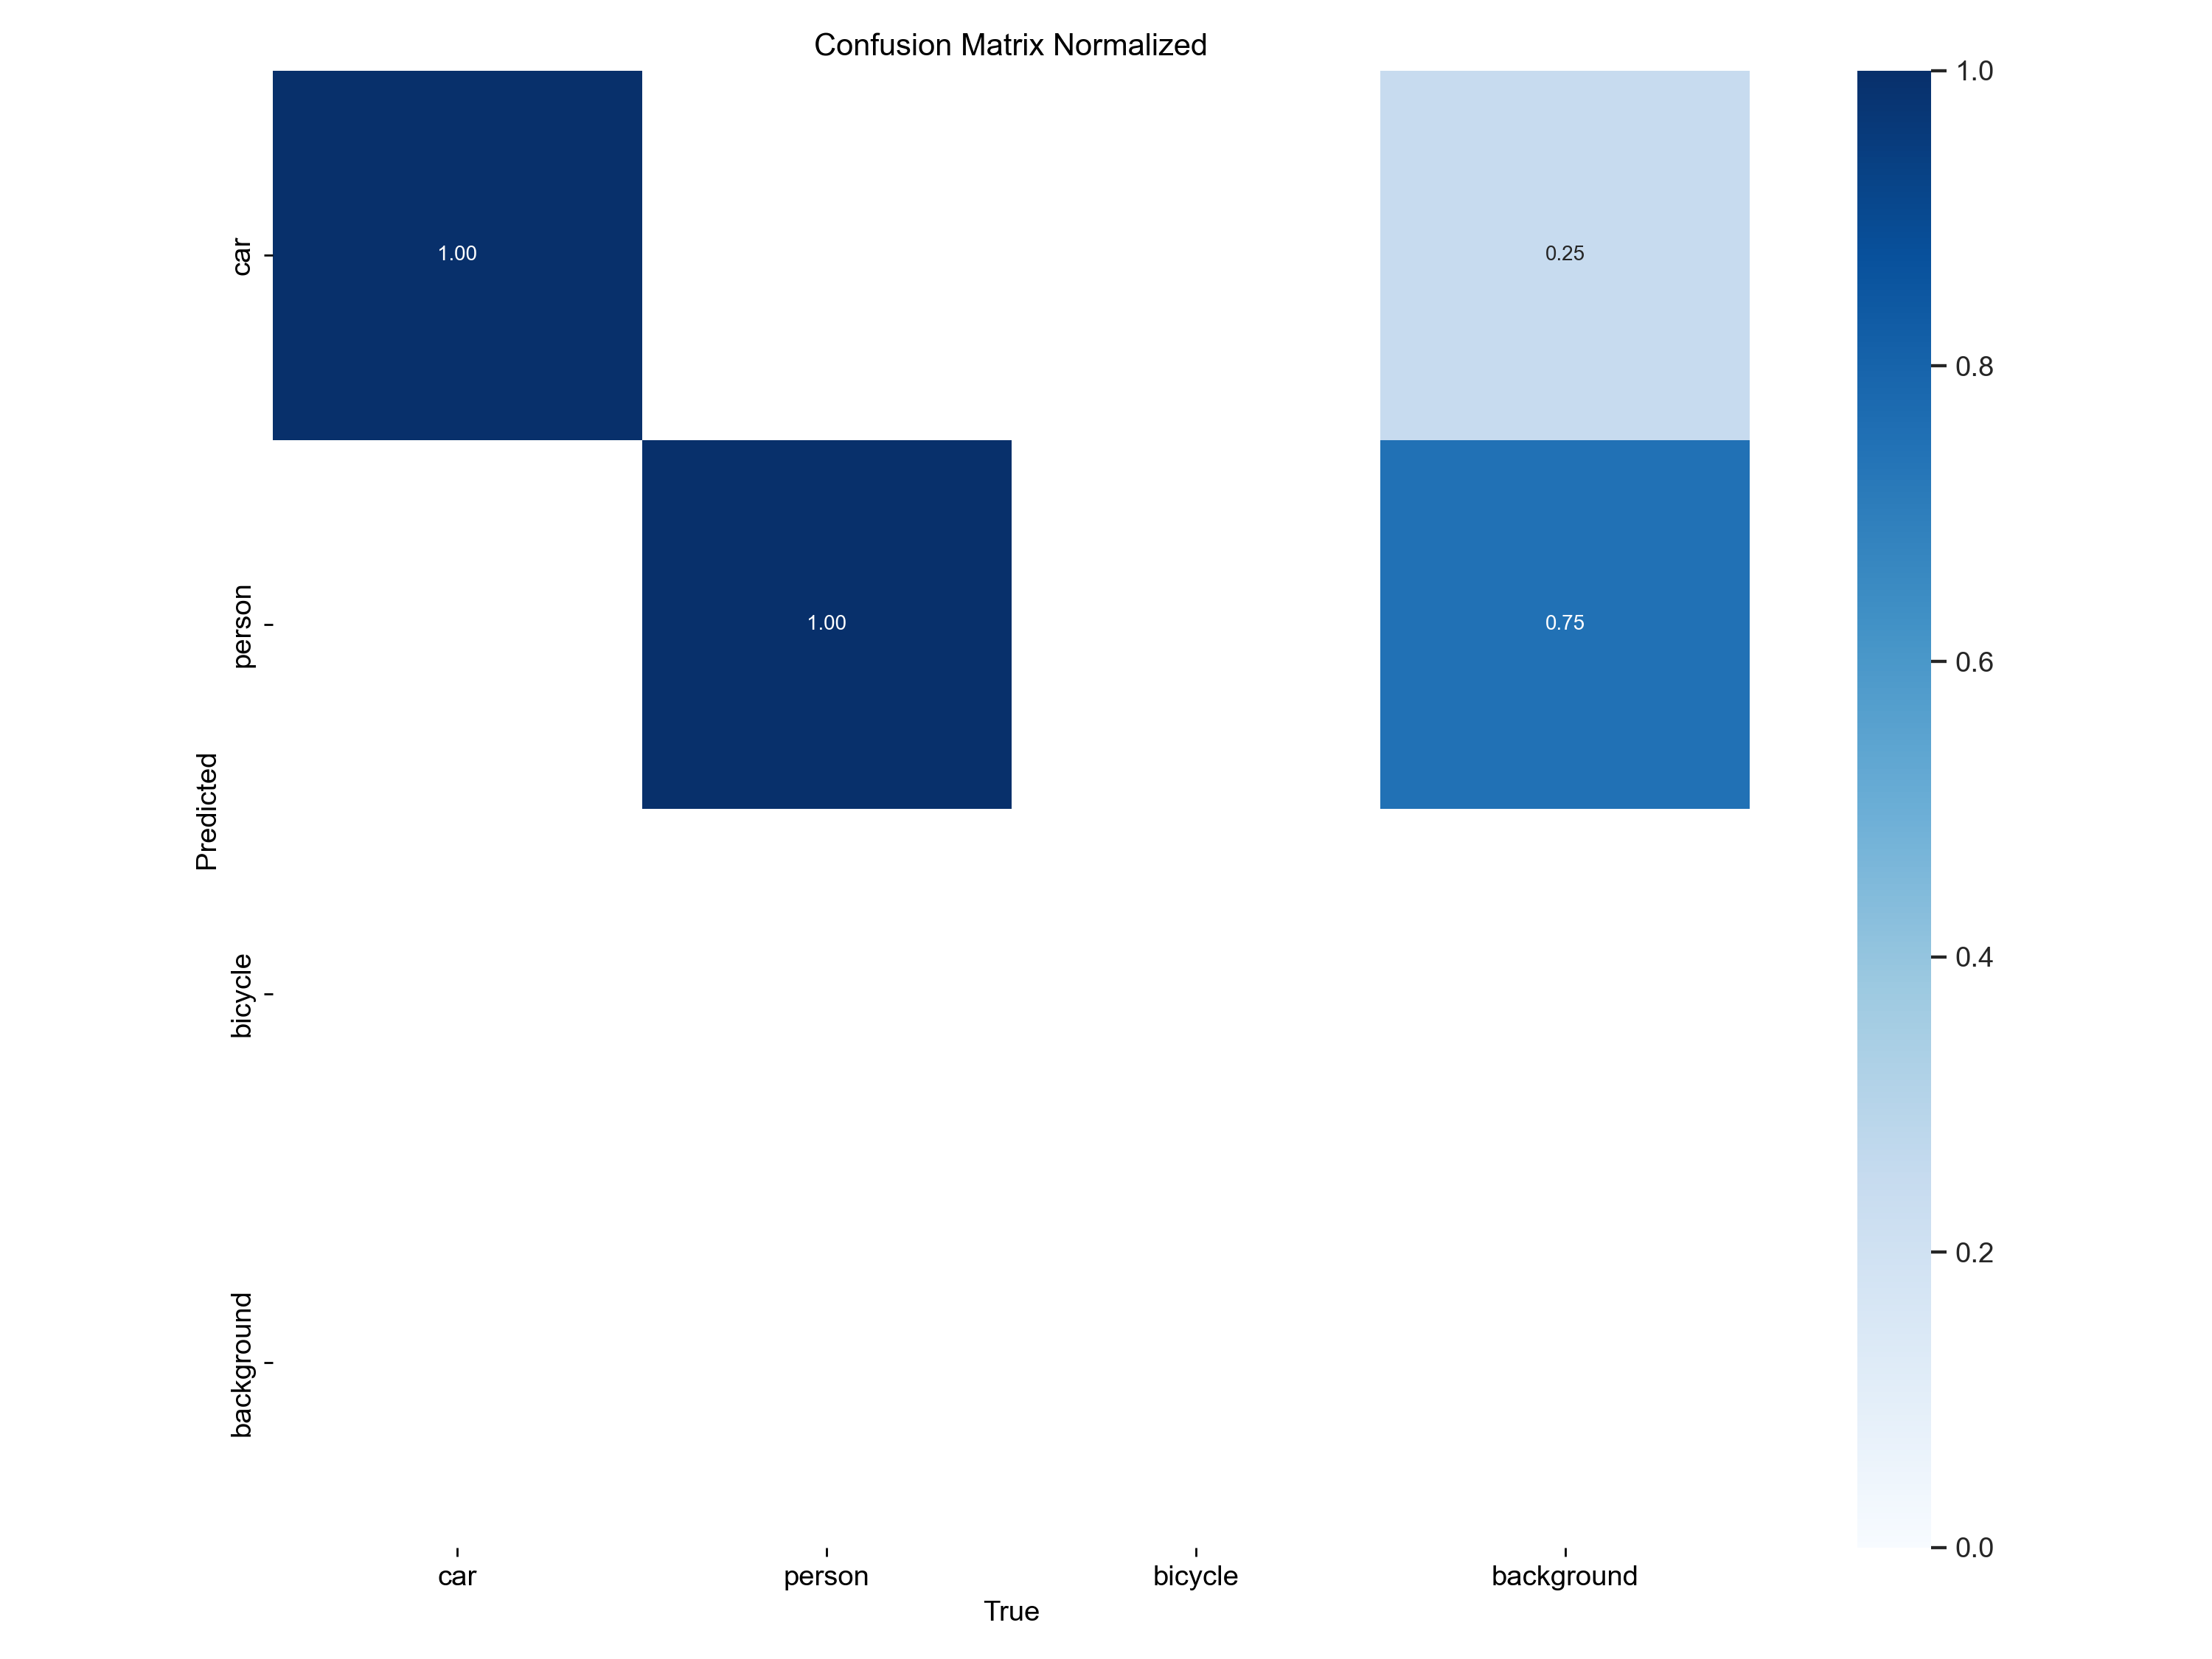 Confusion Matrix Normalized
1.0
car
1.00
0.25
0.8
person
1.00
0.75
0.6
Predicted
bicycle
0.4
background
0.2
0.0
car
person
bicycle
background
True